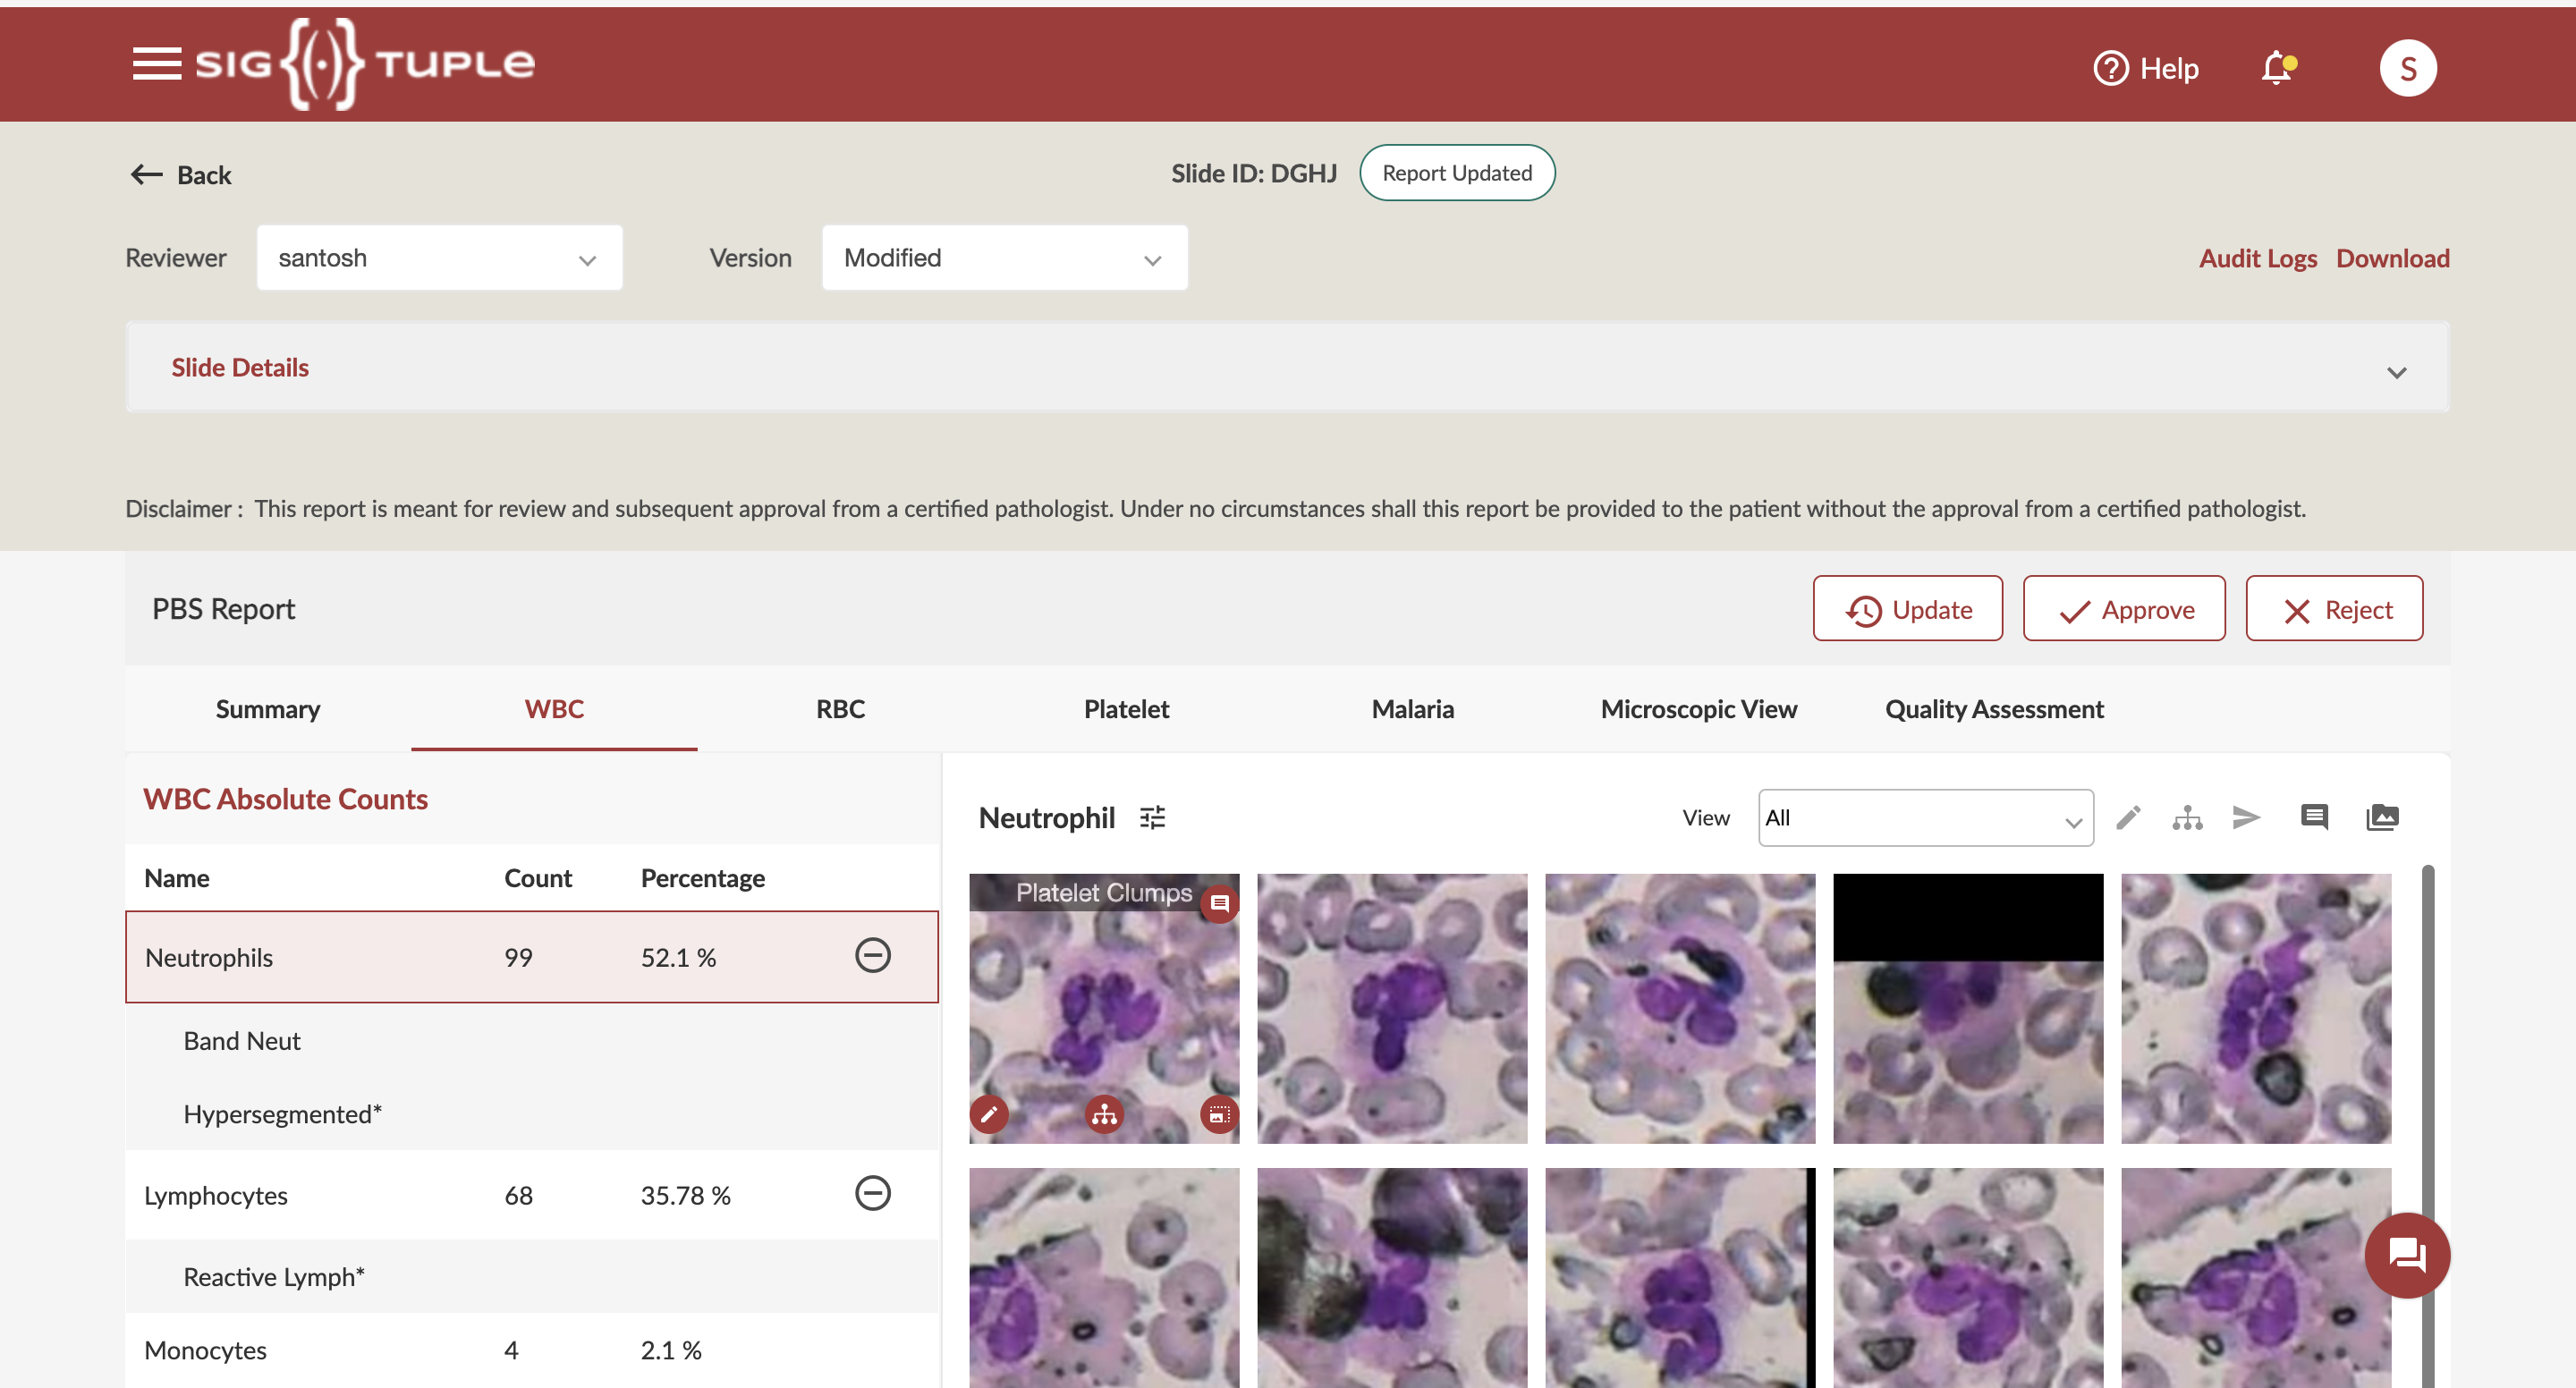 SIG{(·)}TUPLE
Help
S
Back
Slide ID: DGHJ
Report Updated
Reviewer santosh Version Modified
Audit Logs Download
Slide Details
Disclaimer : This report is meant for review and subsequent approval from a certified pathologist. Under no circumstances shall this report be provided to the patient without the approval from a certified pathologist.
PBS Report
Update Approve Reject
Summary WBC RBC Platelet Malaria Microscopic View Quality Assessment
WBC Absolute Counts
Name Count Percentage
Neutrophils 99 52.1 %
Band Neut
Hypersegmented*
Lymphocytes 68 35.78 %
Reactive Lymph*
Monocytes 4 2.1 %
Neutrophil
View All
Platelet Clumps